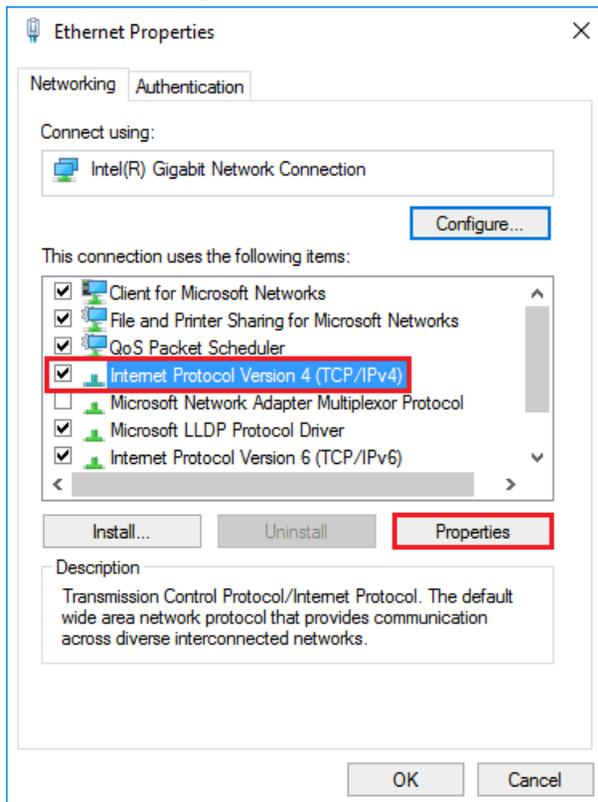 Ethernet Properties
Networking
Authentication
Connect using:
Intel(R) Gigabit Network Connection
Configure...
This connection uses the following items:
Client for Microsoft Networks
File and Printer Sharing for Microsoft Networks
QoS Packet Scheduler
Internet Protocol Version 4 (TCP/IPv4)
Microsoft Network Adapter Multiplexor Protocol
Microsoft LLDP Protocol Driver
Internet Protocol Version 6 (TCP/IPv6)
Install...
Uninstall
Properties
Description
Transmission Control Protocol/Internet Protocol. The default
wide area network protocol that provides communication
across diverse interconnected networks.
OK
Cancel